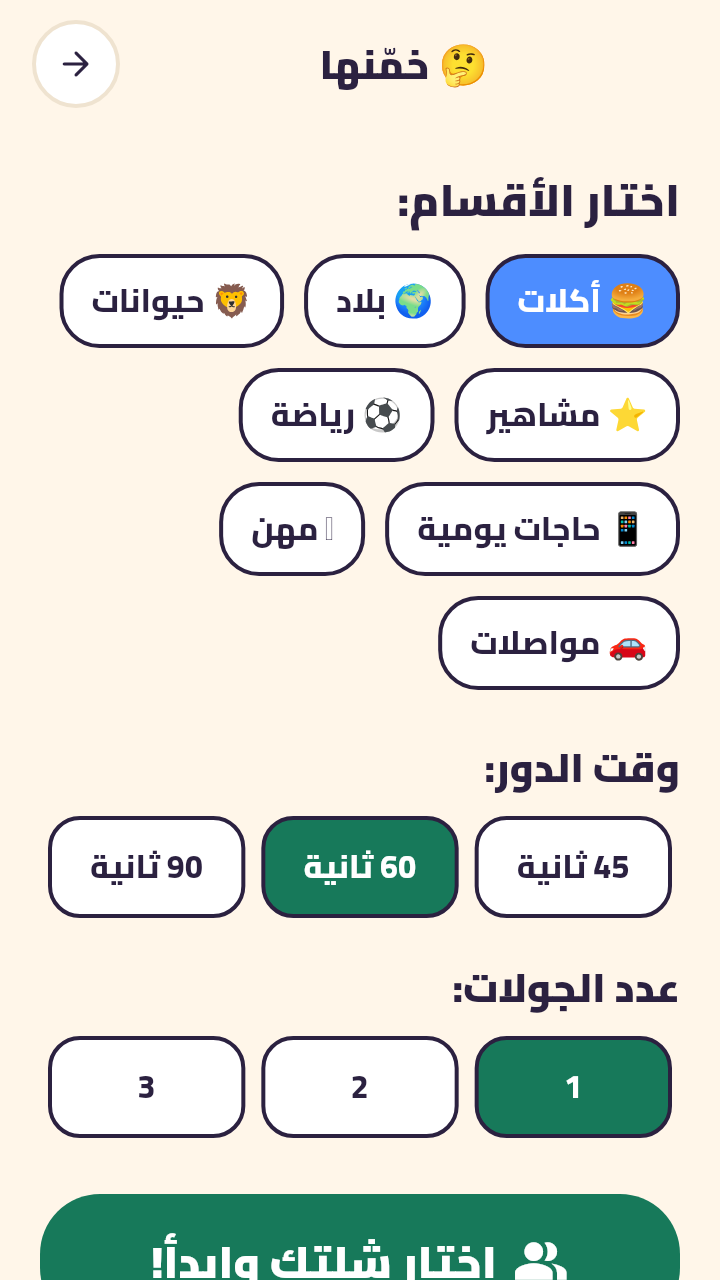 🤔 خمّنها
اختار الأقسام:
🍔 أكلات
🌍 بلاد
🦁 حيوانات
⭐ مشاهير
⚽ رياضة
📱 حاجات يومية
مهن
🚗 مواصلات
وقت الدور:
45 ثانية
60 ثانية
90 ثانية
عدد الجولات:
1
2
3
اختار شلتك وابدأ!